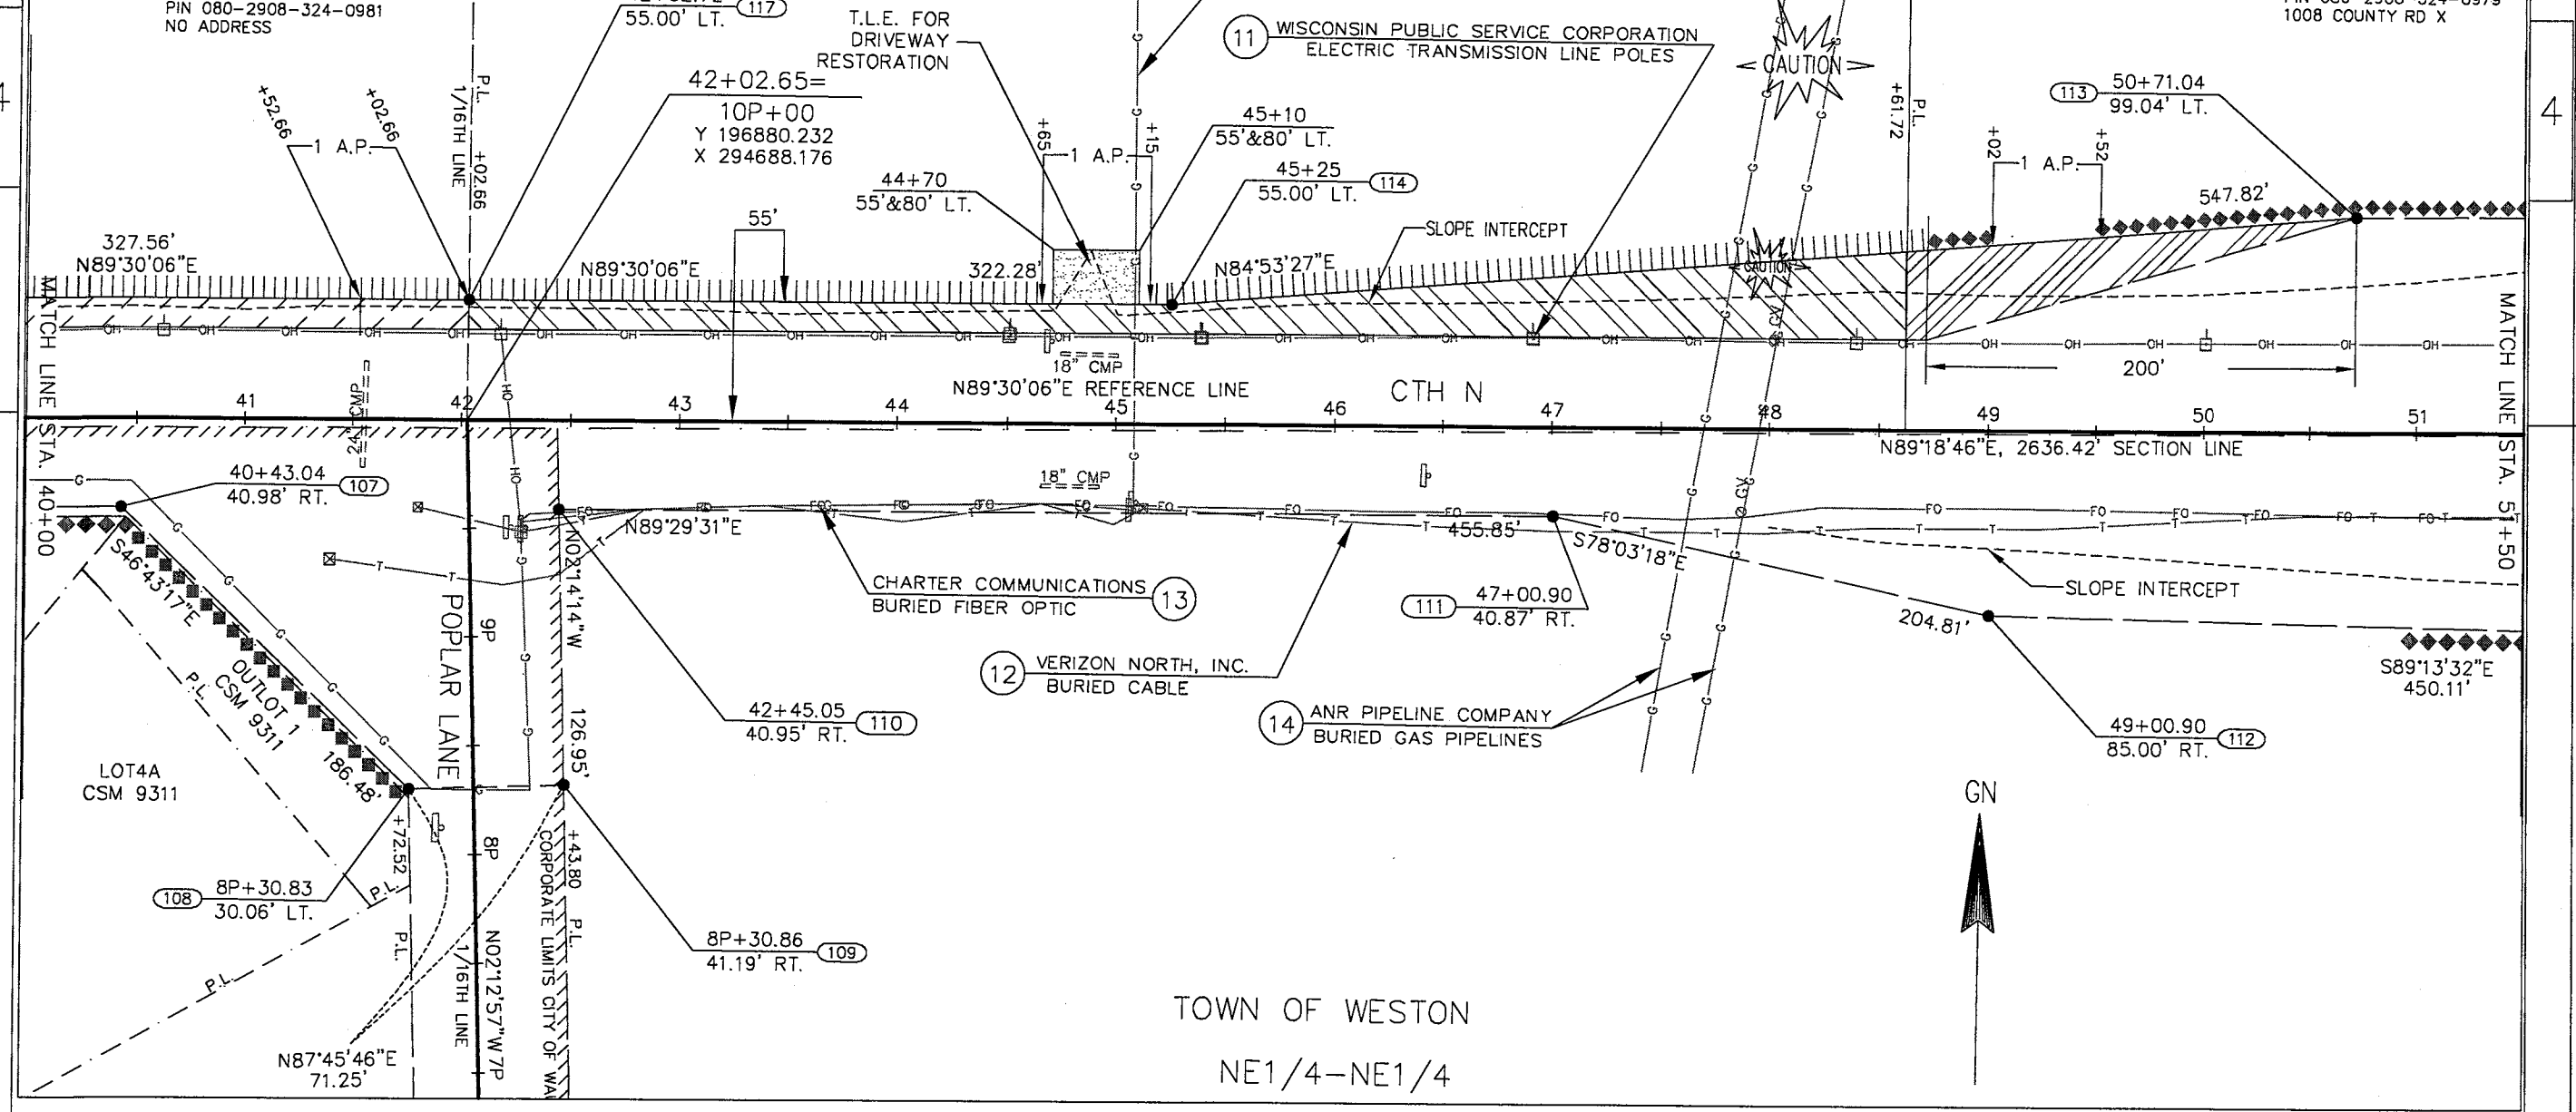 PIN 080-2908-324-0981
NO ADDRESS
55.00' LT.
117
T.L.E. FOR
DRIVEWAY
RESTORATION
11
WISCONSIN PUBLIC SERVICE CORPORATION
ELECTRIC TRANSMISSION LINE POLES
CAUTION
1008 COUNTY RD X
4
4
+52.66
+02.66
1 A.P.
P.L.
1/16TH LINE
+02.66
42+02.65=
10P+00
Y 196880.232
X 294688.176
+65
1 A.P.
+15
45+10
55'&80' LT.
44+70
55'&80' LT.
45+25
55.00' LT.
114
+61.72
P.L.
+02
1 A.P.
+52
113
50+71.04
99.04' LT.
547.82'
55'
SLOPE INTERCEPT
327.56'
N89°30'06"E
N89°30'06"E
322.28'
N84°53'27"E
CAUTION
MATCH LINE STA. 40+00
MATCH LINE STA. 51+50
18" CMP
N89°30'06"E REFERENCE LINE
CTH N
200'
24" CMP
41
42
43
44
45
46
47
48
49
50
51
N89°18'46"E, 2636.42' SECTION LINE
40+43.04
40.98' RT.
107
18" CMP
N89°29'31"E
455.85'
S78°03'18"E
S46°43'17"E
N02°14'14"W
126.95'
CHARTER COMMUNICATIONS
BURIED FIBER OPTIC
13
111
47+00.90
40.87' RT.
SLOPE INTERCEPT
204.81'
POPLAR LANE
9P
12
VERIZON NORTH, INC.
BURIED CABLE
S89°13'32"E
450.11'
OUTLOT 1
CSM 9311
186.48'
P.L.
42+45.05
40.95' RT.
110
14
ANR PIPELINE COMPANY
BURIED GAS PIPELINES
49+00.90
85.00' RT.
112
LOT4A
CSM 9311
GN
+72.52
8P
+43.80
P.L.
CORPORATE LIMITS CITY OF WA
108
8P+30.83
30.06' LT.
P.L.
P.L.
8P+30.86
41.19' RT.
109
P.L.
N02°12'57"W
7P
1/16TH LINE
N87°45'46"E
71.25'
TOWN OF WESTON
NE1/4-NE1/4